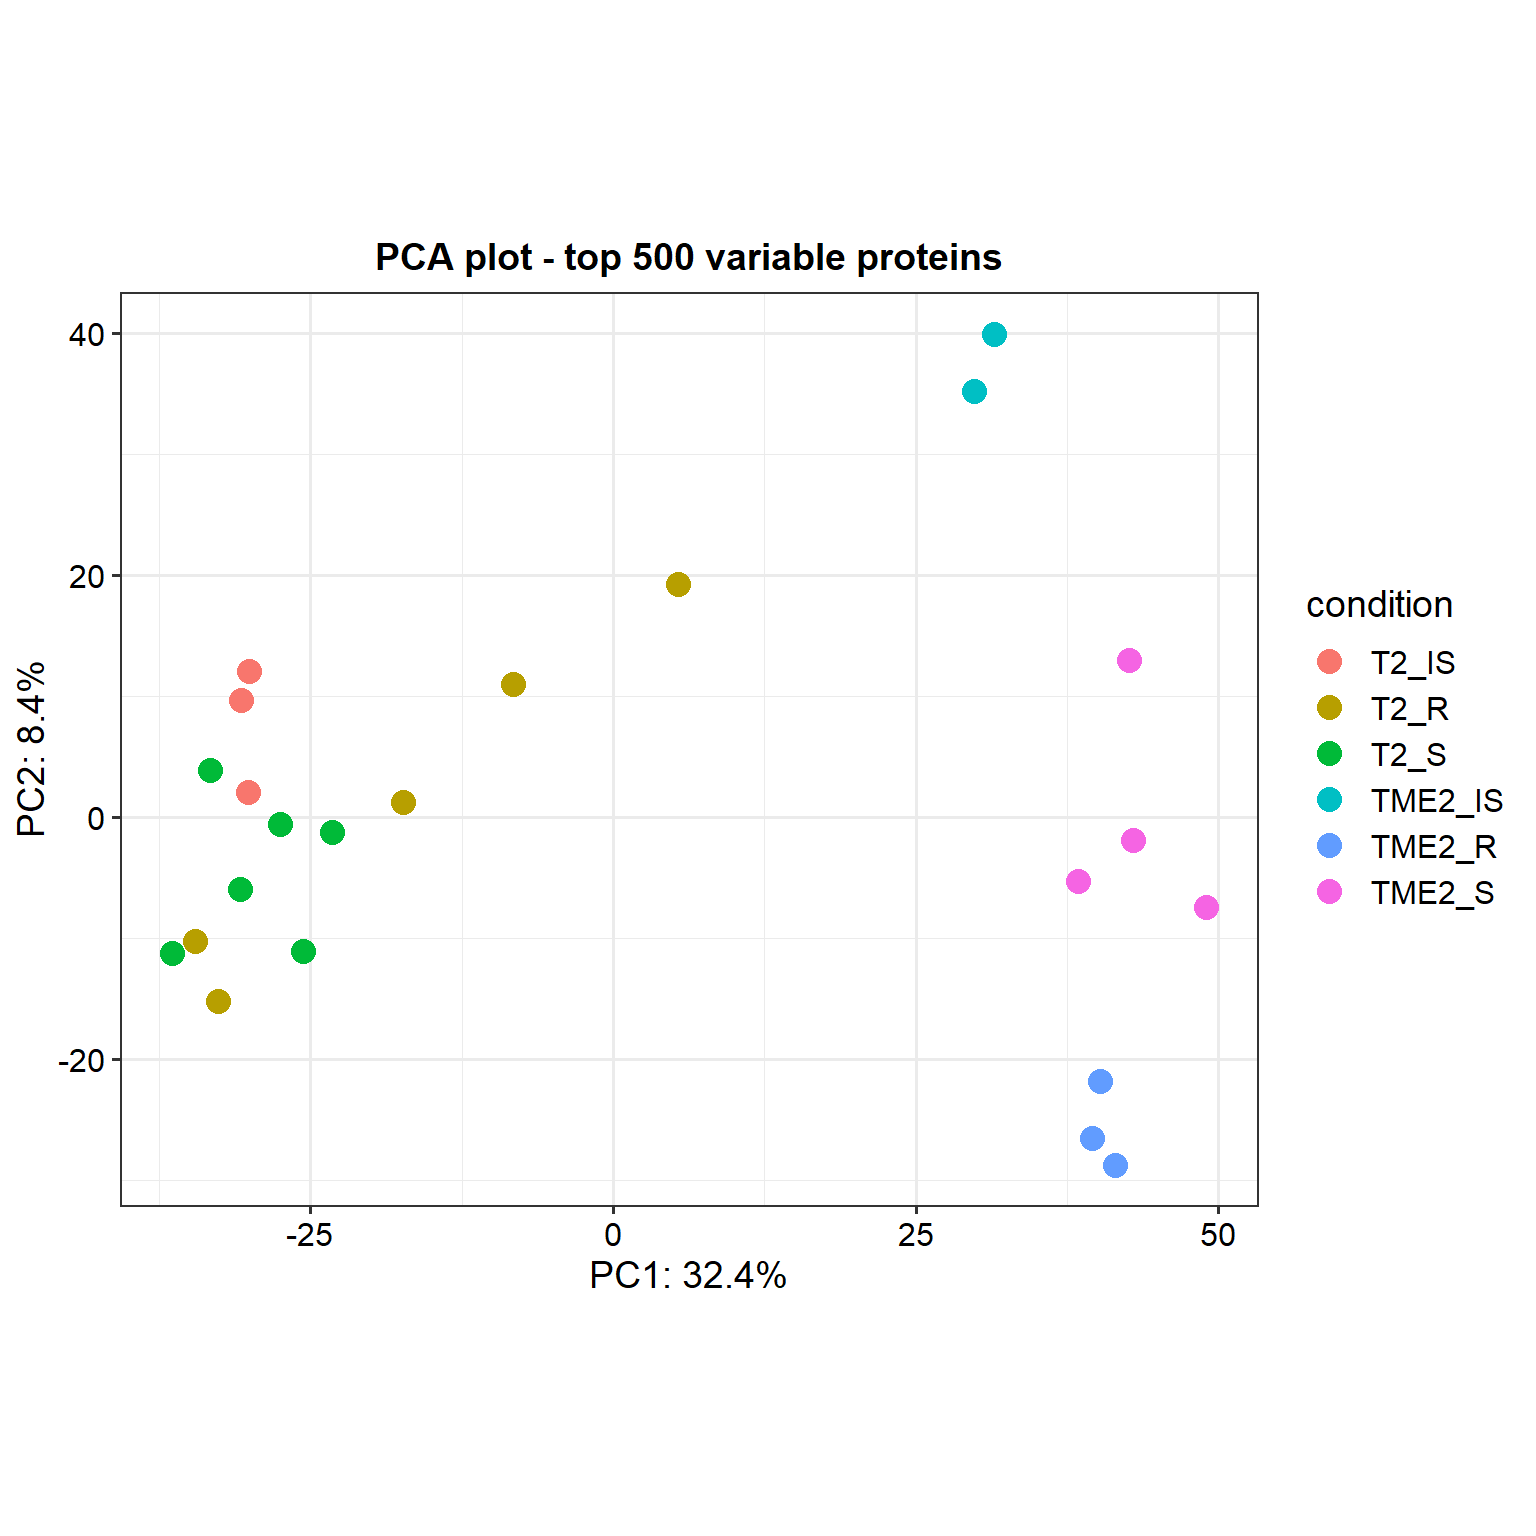 PCA plot - top 500 variable proteins
40
20
0
-20
PC2: 8.4%
-25
0
25
50
PC1: 32.4%
condition
T2_IS
T2_R
T2_S
TME2_IS
TME2_R
TME2_S